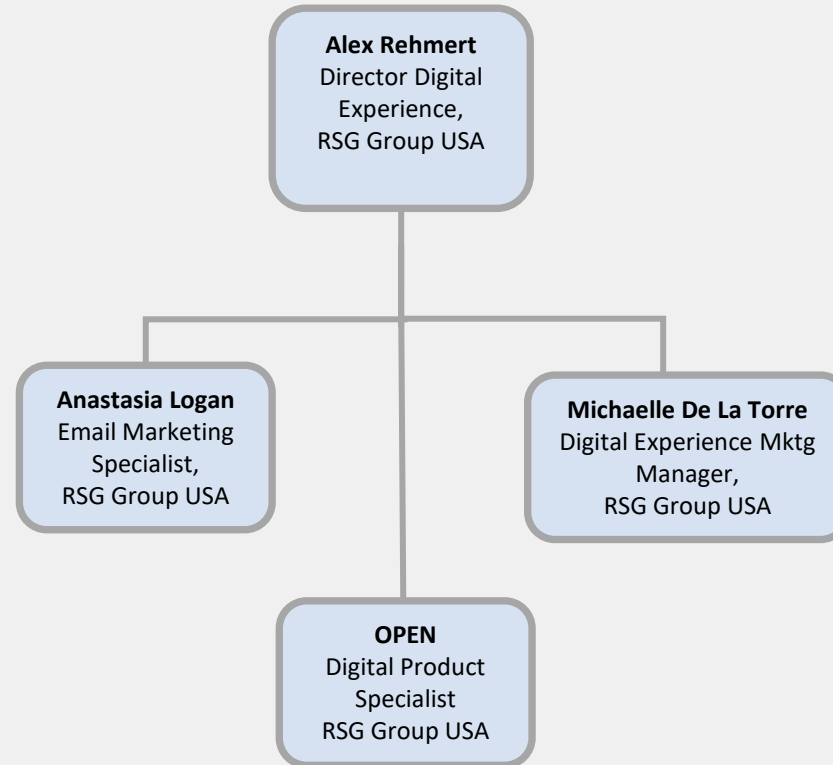 Alex Rehmert
Director Digital
Experience,
RSG Group USA
Anastasia Logan
Email Marketing
Specialist,
RSG Group USA
Michaelle De La Torre
Digital Experience Mktg
Manager,
RSG Group USA
OPEN
Digital Product
Specialist
RSG Group USA